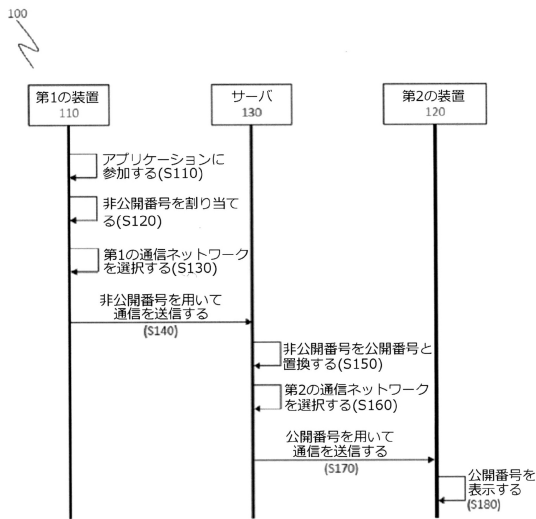 100
第1の装置
110
サーバ
130
第2の装置
120
アプリケーションに
参加する(S110)
非公開番号を割り当て
る(S120)
第1の通信ネットワーク
を選択する(S130)
非公開番号を用いて
通信を送信する
(S140)
非公開番号を公開番号と
置換する(S150)
第2の通信ネットワーク
を選択する(S160)
公開番号を用いて
通信を送信する
(S170)
公開番号を
表示する
(S180)